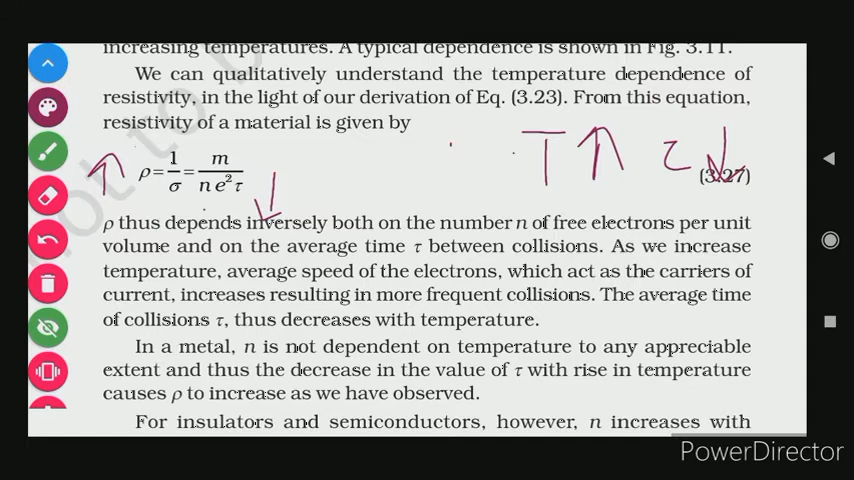 increasing temperatures. A typical dependence is shown in Fig. 3.11.
We can qualitatively understand the temperature dependence of
resistivity, in the light of our derivation of Eq. (3.23). From this equation,
resistivity of a material is given by
T ↑ τ ↓
↑ ρ = 1/σ = m/(n e² τ) ↓ (3.27)
ρ thus depends inversely both on the number n of free electrons per unit
volume and on the average time τ between collisions. As we increase
temperature, average speed of the electrons, which act as the carriers of
current, increases resulting in more frequent collisions. The average time
of collisions τ, thus decreases with temperature.
In a metal, n is not dependent on temperature to any appreciable
extent and thus the decrease in the value of τ with rise in temperature
causes ρ to increase as we have observed.
For insulators and semiconductors, however, n increases with
PowerDirector